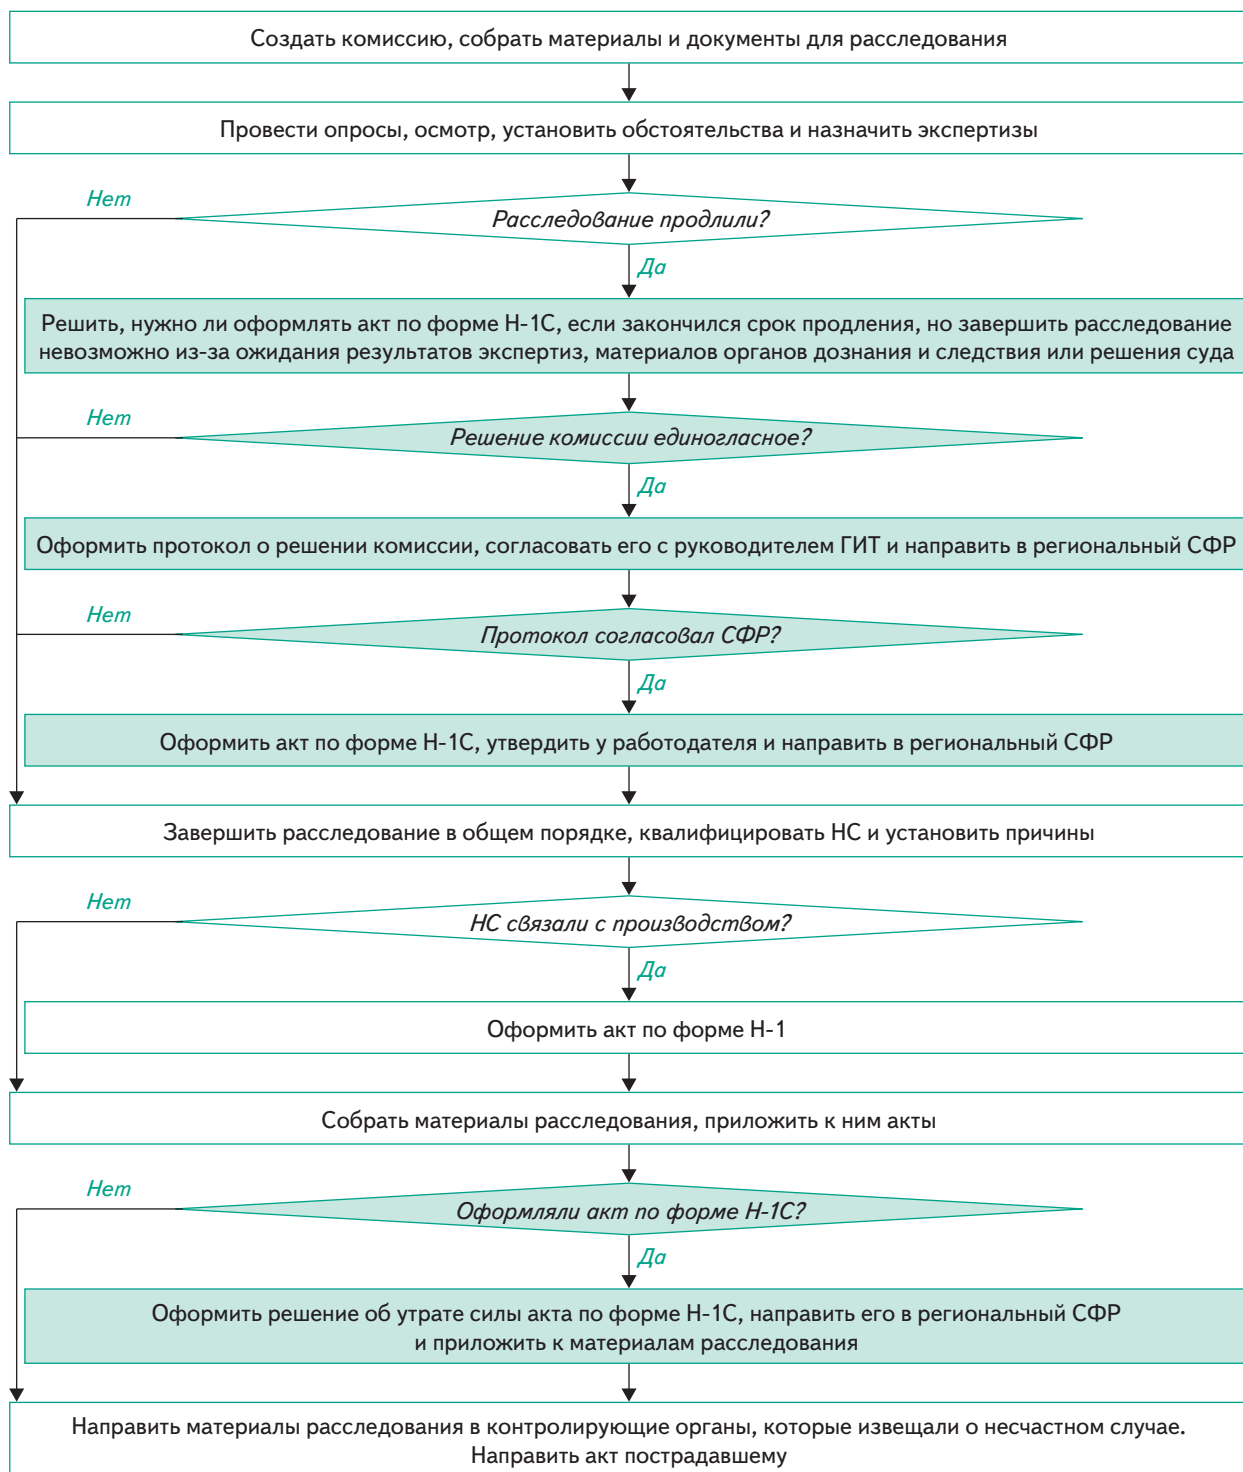 Создать комиссию, собрать материалы и документы для расследования
Провести опросы, осмотр, установить обстоятельства и назначить экспертизы
Нет
Расследование продлили?
Да
Решить, нужно ли оформлять акт по форме Н-1С, если закончился срок продления, но завершить расследование
невозможно из-за ожидания результатов экспертиз, материалов органов дознания и следствия или решения суда
Нет
Решение комиссии единогласное?
Да
Оформить протокол о решении комиссии, согласовать его с руководителем ГИТ и направить в региональный СФР
Нет
Протокол согласовал СФР?
Да
Оформить акт по форме Н-1С, утвердить у работодателя и направить в региональный СФР
Завершить расследование в общем порядке, квалифицировать НС и установить причины
Нет
НС связали с производством?
Да
Оформить акт по форме Н-1
Собрать материалы расследования, приложить к ним акты
Нет
Оформляли акт по форме Н-1С?
Да
Оформить решение об утрате силы акта по форме Н-1С, направить его в региональный СФР
и приложить к материалам расследования
Направить материалы расследования в контролирующие органы, которые извещали о несчастном случае.
Направить акт пострадавшему